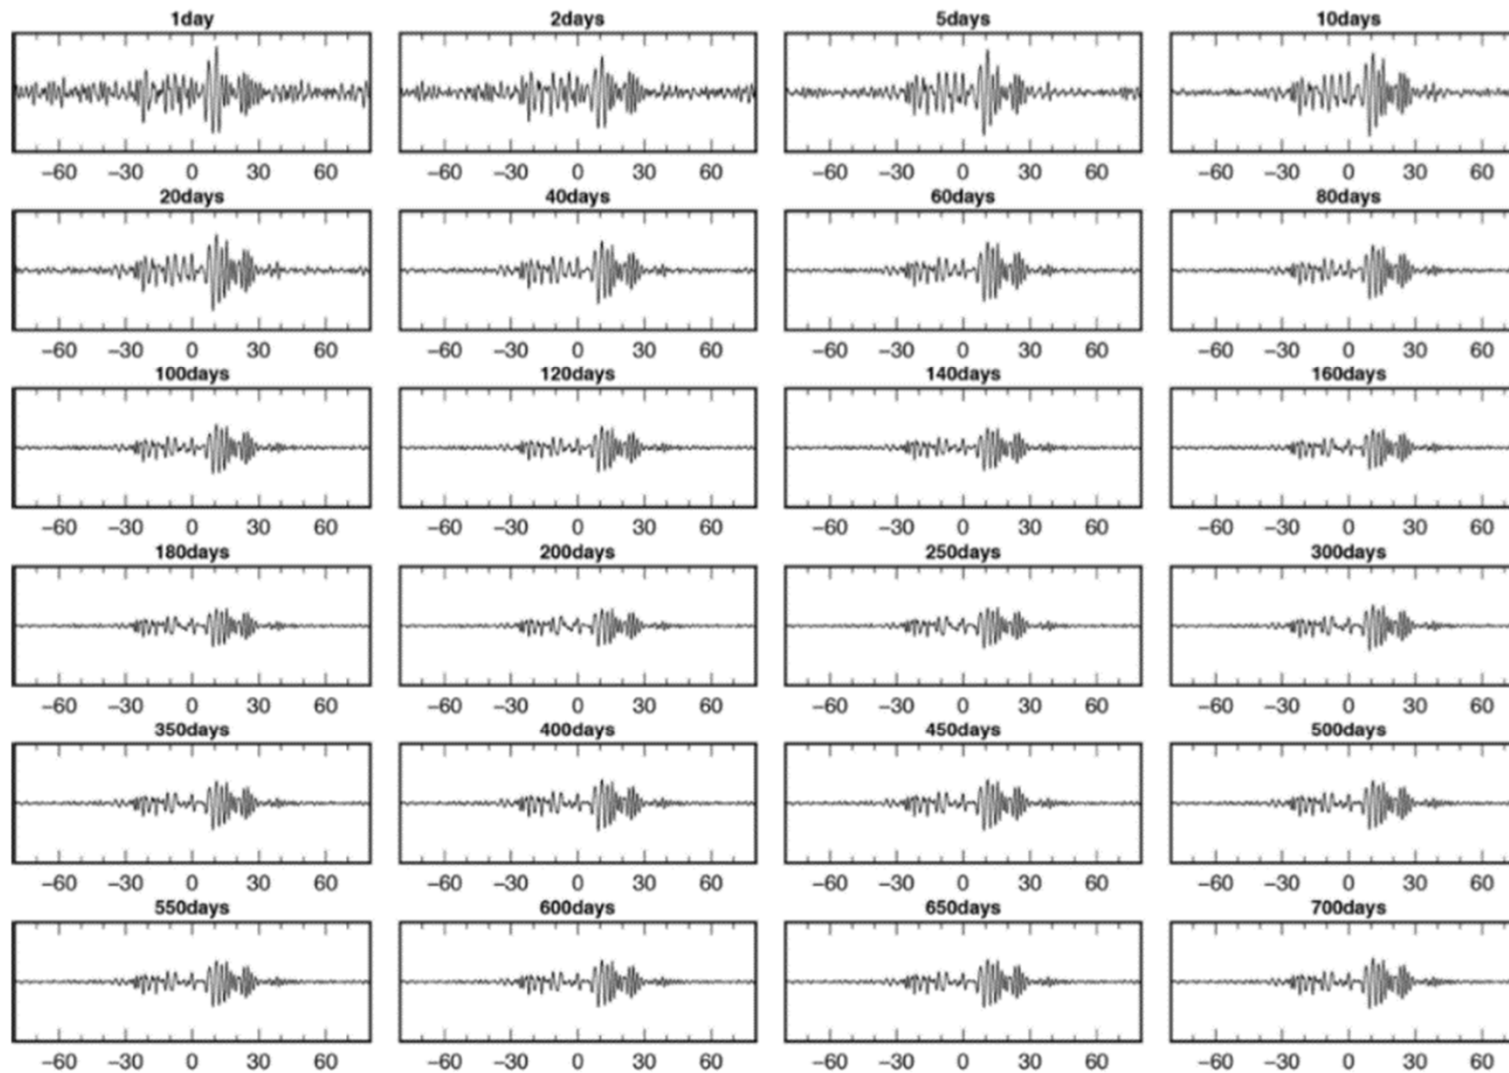 1day 2days 5days 10days
−60 −30 0 30 60 −60 −30 0 30 60 −60 −30 0 30 60 −60 −30 0 30 60
20days 40days 60days 80days
−60 −30 0 30 60 −60 −30 0 30 60 −60 −30 0 30 60 −60 −30 0 30 60
100days 120days 140days 160days
−60 −30 0 30 60 −60 −30 0 30 60 −60 −30 0 30 60 −60 −30 0 30 60
180days 200days 250days 300days
−60 −30 0 30 60 −60 −30 0 30 60 −60 −30 0 30 60 −60 −30 0 30 60
350days 400days 450days 500days
−60 −30 0 30 60 −60 −30 0 30 60 −60 −30 0 30 60 −60 −30 0 30 60
550days 600days 650days 700days
−60 −30 0 30 60 −60 −30 0 30 60 −60 −30 0 30 60 −60 −30 0 30 60